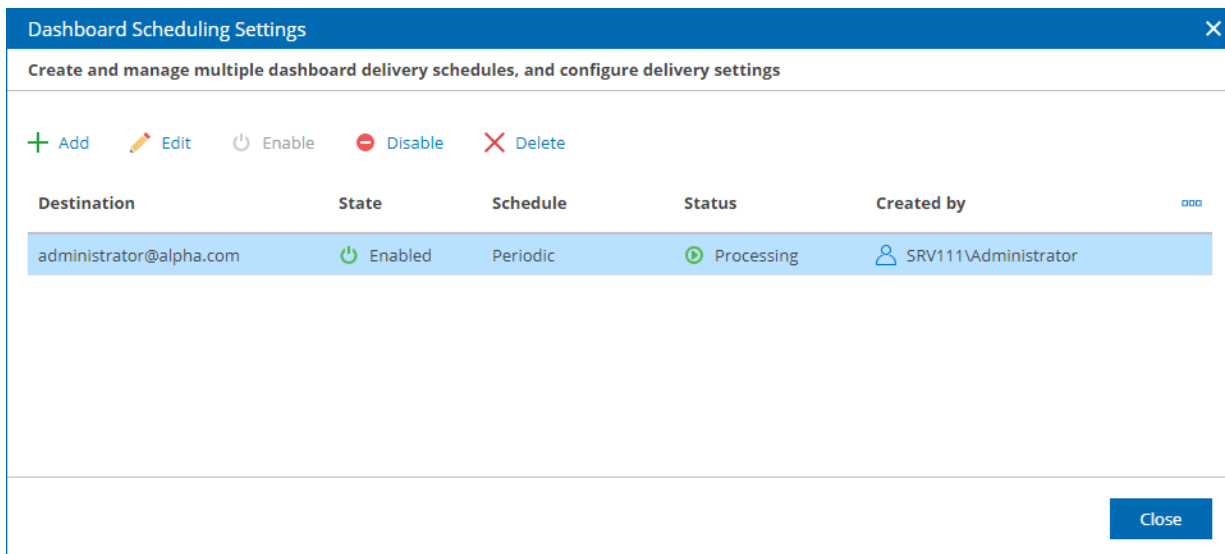 Dashboard Scheduling Settings
Create and manage multiple dashboard delivery schedules, and configure delivery settings
Add Edit Enable Disable Delete
Destination State Schedule Status Created by
administrator@alpha.com Enabled Periodic Processing SRV111\Administrator
Close